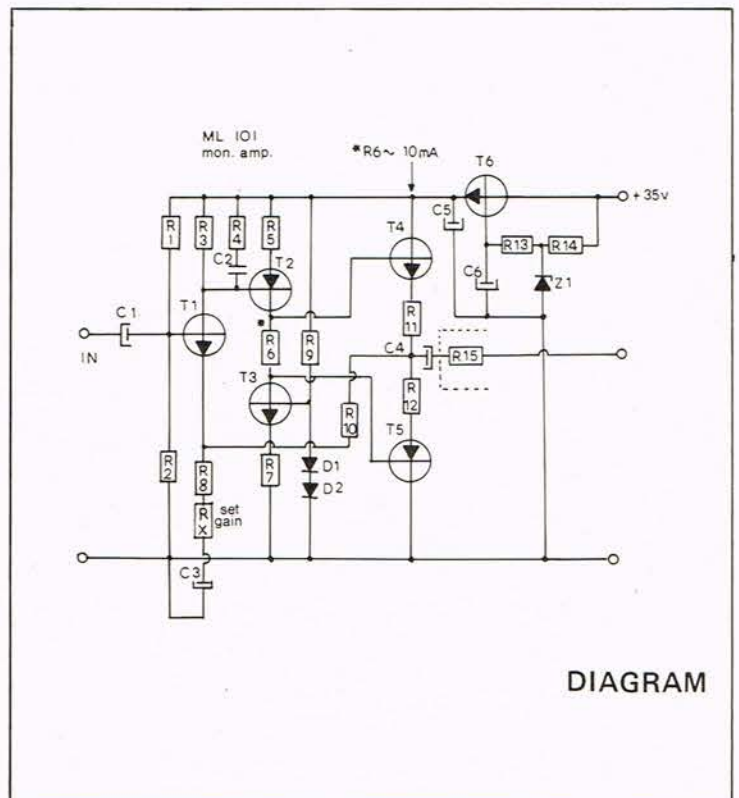 ML 101
mon. amp.
*R6~ 10mA
T6
+35v
C5
T4
R13
R14
R1
R3
R4
R5
C2
T2
C6
Z1
C1
T1
*
R6
R9
R11
C4
R15
IN
T3
R10
R12
T5
R2
R8
R7
D1
D2
RX
set
gain
C3
DIAGRAM